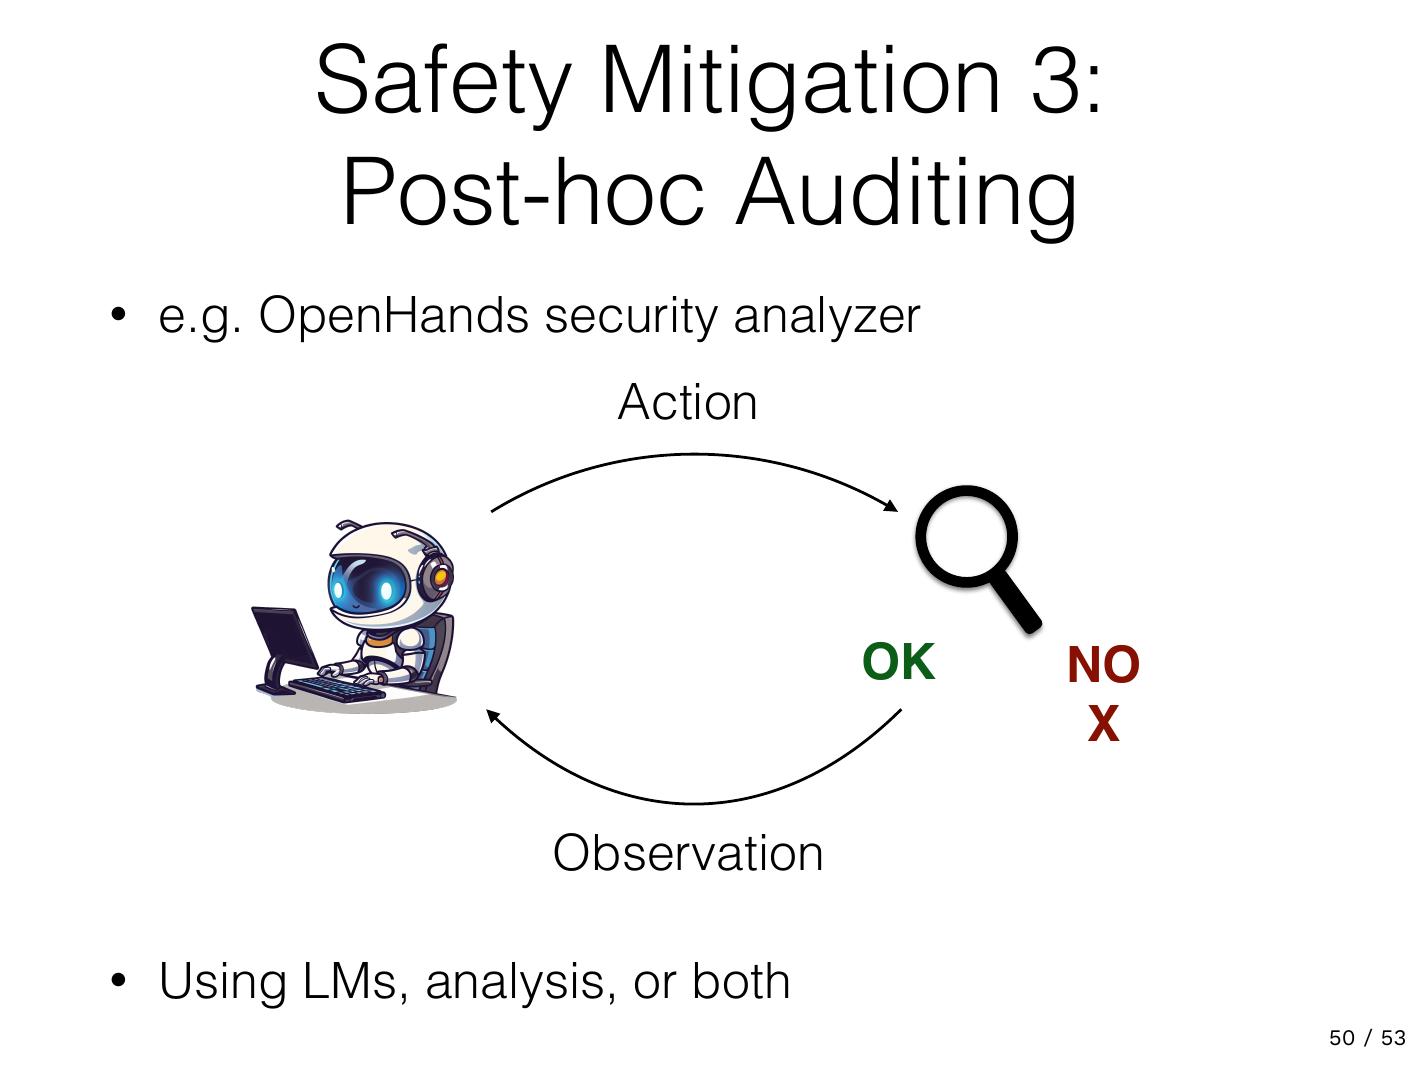 Safety Mitigation 3:
Post-hoc Auditing
• e.g. OpenHands security analyzer
Action
OK
NO
X
Observation
• Using LMs, analysis, or both
50 / 53